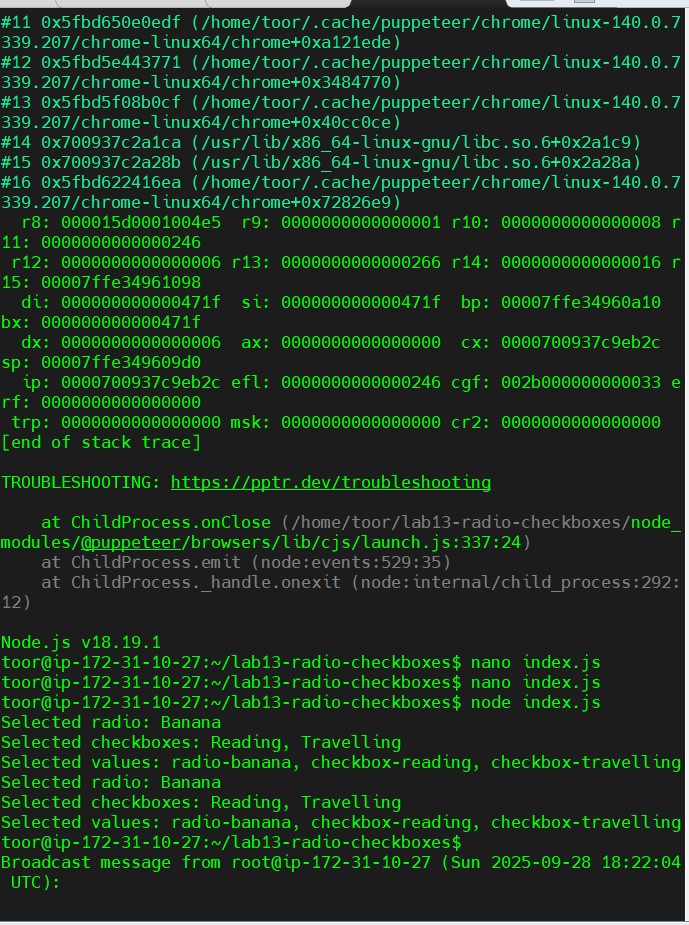 #11 0x5fbd650e0edf (/home/toor/.cache/puppeteer/chrome/linux-140.0.7
339.207/chrome-linux64/chrome+0xa121ede)
#12 0x5fbd5e443771 (/home/toor/.cache/puppeteer/chrome/linux-140.0.7
339.207/chrome-linux64/chrome+0x3484770)
#13 0x5fbd5f08b0cf (/home/toor/.cache/puppeteer/chrome/linux-140.0.7
339.207/chrome-linux64/chrome+0x40cc0ce)
#14 0x700937c2a1ca (/usr/lib/x86_64-linux-gnu/libc.so.6+0x2a1c9)
#15 0x700937c2a28b (/usr/lib/x86_64-linux-gnu/libc.so.6+0x2a28a)
#16 0x5fbd622416ea (/home/toor/.cache/puppeteer/chrome/linux-140.0.7
339.207/chrome-linux64/chrome+0x72826e9)
  r8: 000015d0001004e5  r9: 0000000000000001 r10: 0000000000000008 r
11: 0000000000000246
 r12: 0000000000000006 r13: 0000000000000266 r14: 0000000000000016 r
15: 00007ffe34961098
  di: 000000000000471f  si: 000000000000471f  bp: 00007ffe34960a10
bx: 000000000000471f
  dx: 0000000000000006  ax: 0000000000000000  cx: 0000700937c9eb2c
sp: 00007ffe349609d0
  ip: 0000700937c9eb2c efl: 0000000000000246 cgf: 002b000000000033 e
rf: 0000000000000000
 trp: 0000000000000000 msk: 0000000000000000 cr2: 0000000000000000
[end of stack trace]
TROUBLESHOOTING: https://pptr.dev/troubleshooting
    at ChildProcess.onClose (/home/toor/lab13-radio-checkboxes/node_
modules/@puppeteer/browsers/lib/cjs/launch.js:337:24)
    at ChildProcess.emit (node:events:529:35)
    at ChildProcess._handle.onexit (node:internal/child_process:292:
12)
Node.js v18.19.1
toor@ip-172-31-10-27:~/lab13-radio-checkboxes$ nano index.js
toor@ip-172-31-10-27:~/lab13-radio-checkboxes$ nano index.js
toor@ip-172-31-10-27:~/lab13-radio-checkboxes$ node index.js
Selected radio: Banana
Selected checkboxes: Reading, Travelling
Selected values: radio-banana, checkbox-reading, checkbox-travelling
Selected radio: Banana
Selected checkboxes: Reading, Travelling
Selected values: radio-banana, checkbox-reading, checkbox-travelling
toor@ip-172-31-10-27:~/lab13-radio-checkboxes$
Broadcast message from root@ip-172-31-10-27 (Sun 2025-09-28 18:22:04
 UTC):